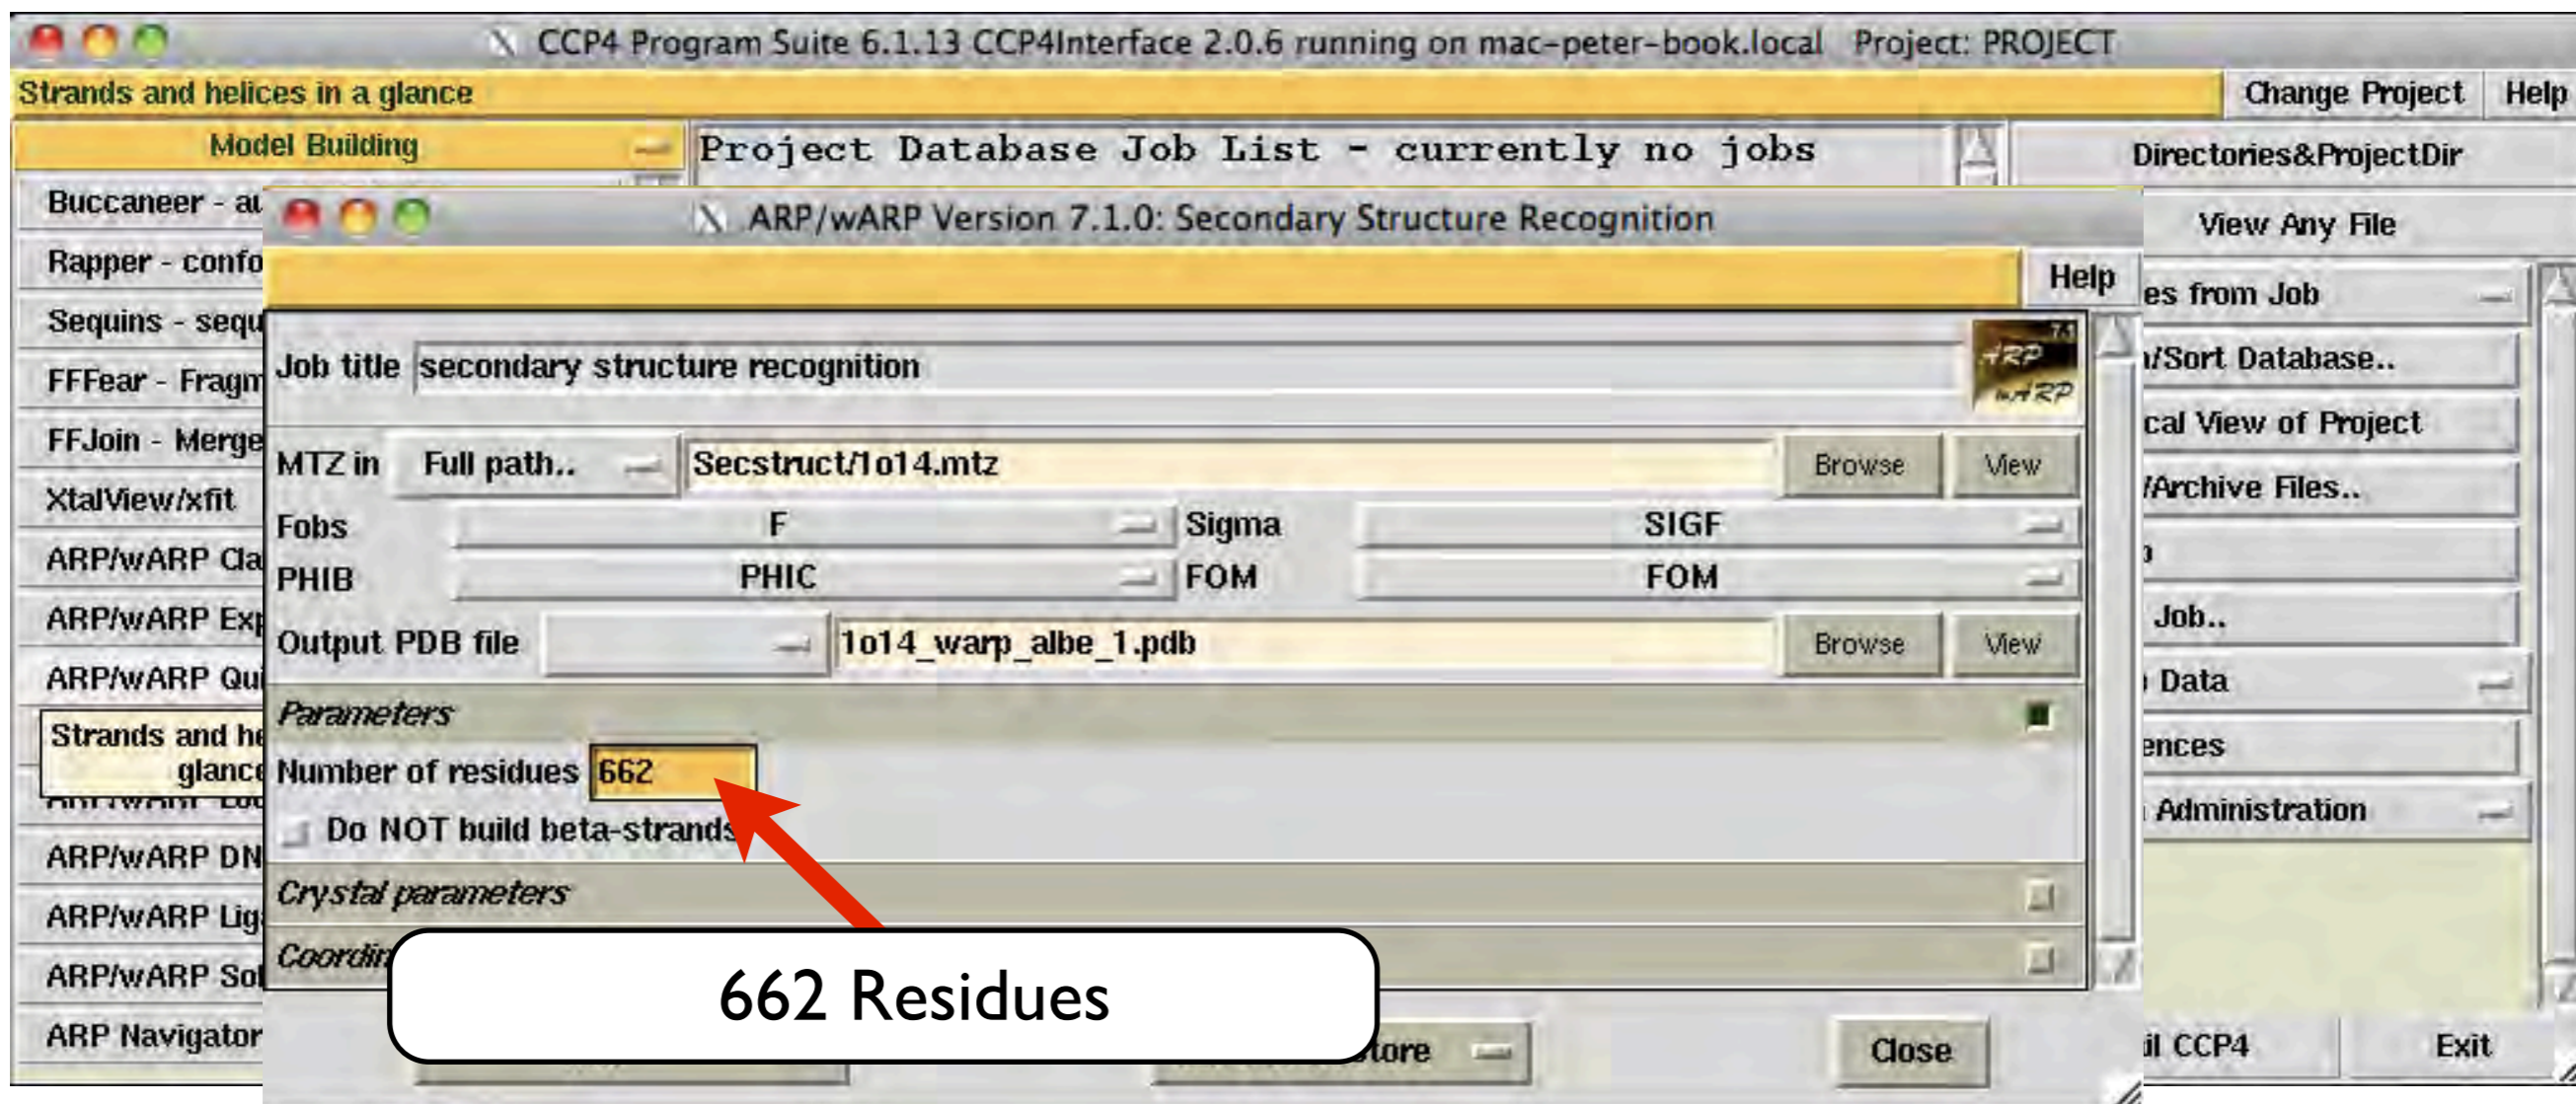 CCP4 Program Suite 6.1.13 CCP4Interface 2.0.6 running on mac-peter-book.local Project: PROJECT
Strands and helices in a glance Change Project Help
Model Building Project Database Job List - currently no jobs Directories&ProjectDir
Buccaneer - au
ARP/wARP Version 7.1.0: Secondary Structure Recognition
View Any File
Rapper - confo
Help
es from Job
Sequins - sequ
Job title secondary structure recognition
7.1
ARP
wARP
/Sort Database..
FFFear - Fragm
cal View of Project
FFJoin - Merge
MTZ in Full path.. Secstruct/1o14.mtz Browse View
/Archive Files..
XtalView/xfit
Fobs F Sigma SIGF
ARP/wARP Cla
PHIB PHIC FOM FOM
ARP/wARP Exp
Job..
Output PDB file 1o14_warp_albe_1.pdb Browse View
ARP/wARP Qui
Data
Parameters
Strands and he
glance
ences
Number of residues 662
Administration
Do NOT build beta-strands
ARP/wARP DN
Crystal parameters
ARP/wARP Lig
Coordin
ARP/wARP Sol
662 Residues
ARP Navigator
tore Close
il CCP4 Exit